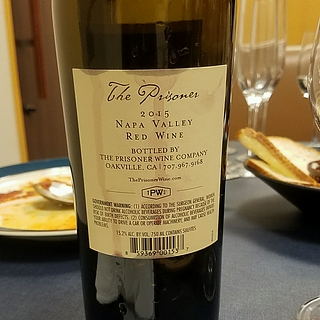 The Prisoner
2015
NAPA VALLEY
RED WINE
BOTTLED BY
THE PRISONER WINE COMPANY
OAKVILLE, CA | 707.967.9168
ThePrisonerWine.com
PW
GOVERNMENT WARNING: (1) ACCORDING TO THE SURGEON GENERAL, WOMEN
SHOULD NOT DRINK ALCOHOLIC BEVERAGES DURING PREGNANCY BECAUSE OF THE
RISK OF BIRTH DEFECTS. (2) CONSUMPTION OF ALCOHOLIC BEVERAGES IMPAIRS
YOUR ABILITY TO DRIVE A CAR OR OPERATE MACHINERY, AND MAY CAUSE HEALTH
PROBLEMS.
15.2% ALC. BY VOL. 750 ML CONTAINS SULFITES